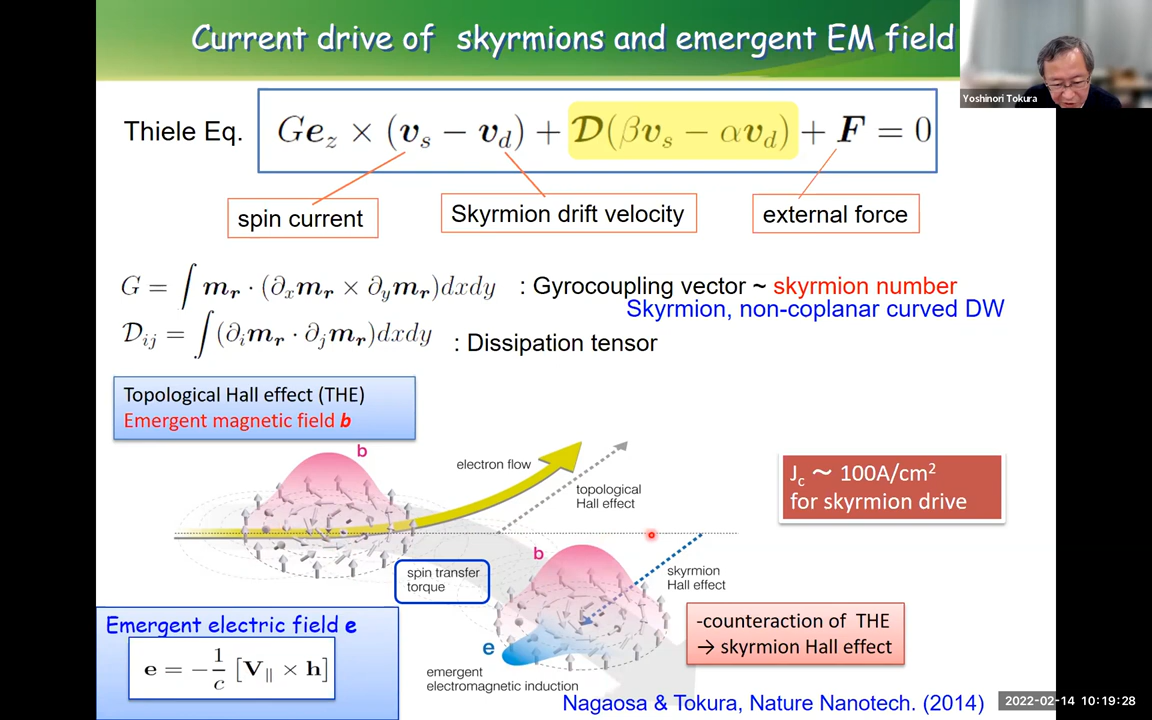 Current drive of skyrmions and emergent EM field
Yoshinori Tokura
Thiele Eq.
Ge_z × (v_s − v_d) + 𝒟(βv_s − αv_d) + F = 0
spin current
Skyrmion drift velocity
external force
G = ∫ m_r · (∂_x m_r × ∂_y m_r)dxdy : Gyrocoupling vector ~ skyrmion number
Skyrmion, non-coplanar curved DW
𝒟_ij = ∫ (∂_i m_r · ∂_j m_r)dxdy : Dissipation tensor
Topological Hall effect (THE)
Emergent magnetic field b
b
electron flow
topological
Hall effect
J_c ~ 100A/cm²
for skyrmion drive
spin transfer
torque
b
skyrmion
Hall effect
e
emergent
electromagnetic induction
-counteraction of THE
→ skyrmion Hall effect
Emergent electric field e
e = −1/c [V_∥ × h]
Nagaosa & Tokura, Nature Nanotech. (2014)
2022-02-14 10:19:28